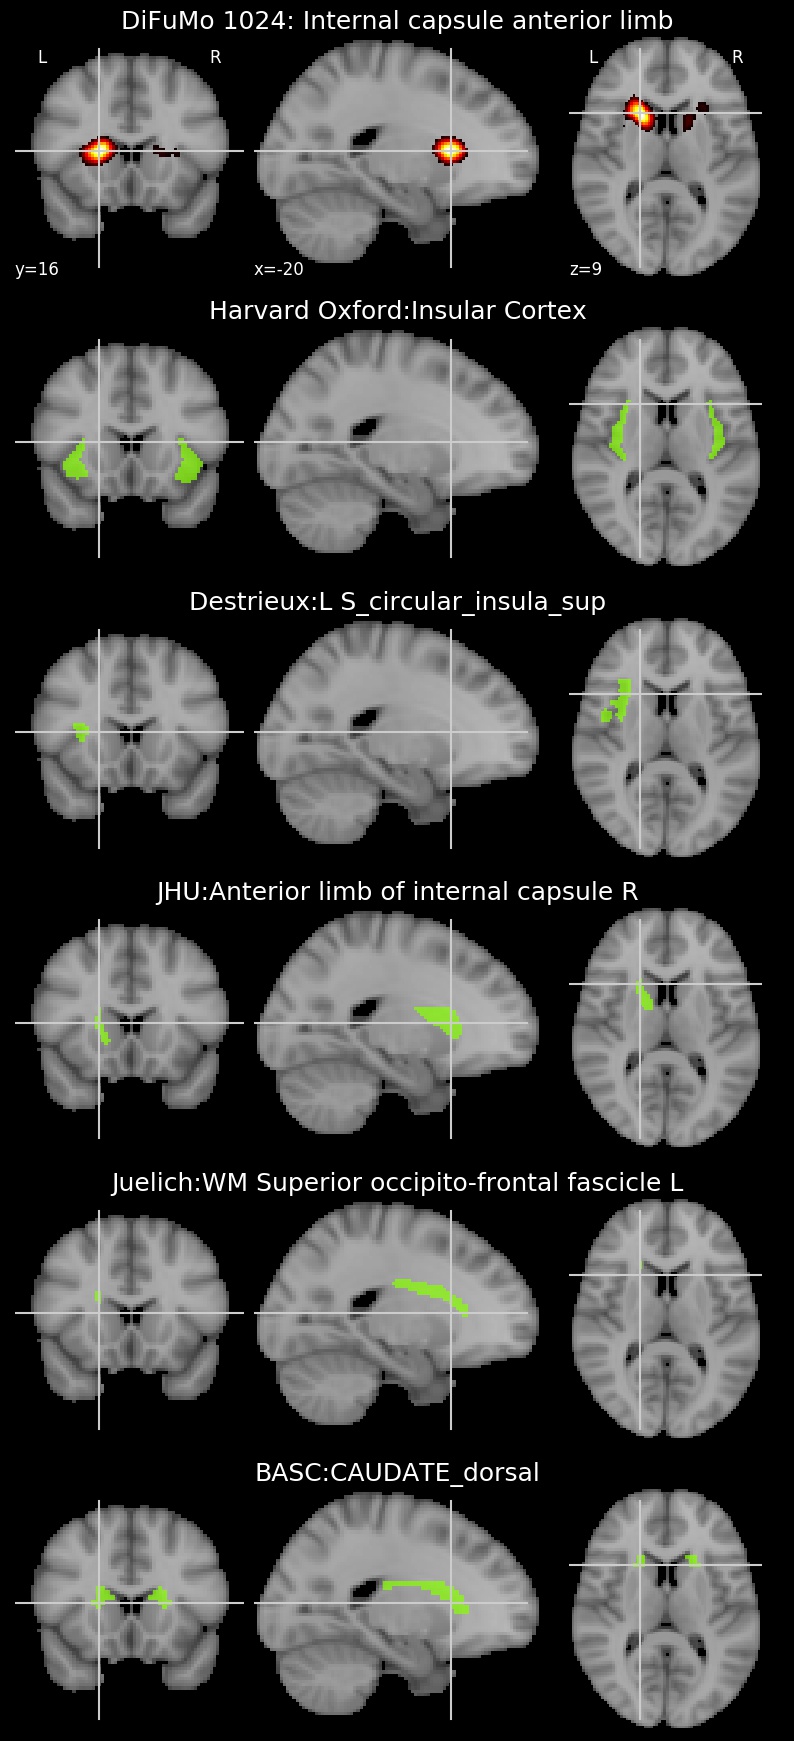 DiFuMo 1024: Internal capsule anterior limb
L R L R
y=16 x=-20 z=9
Harvard Oxford:Insular Cortex
Destrieux:L S_circular_insula_sup
JHU:Anterior limb of internal capsule R
Juelich:WM Superior occipito-frontal fascicle L
BASC:CAUDATE_dorsal